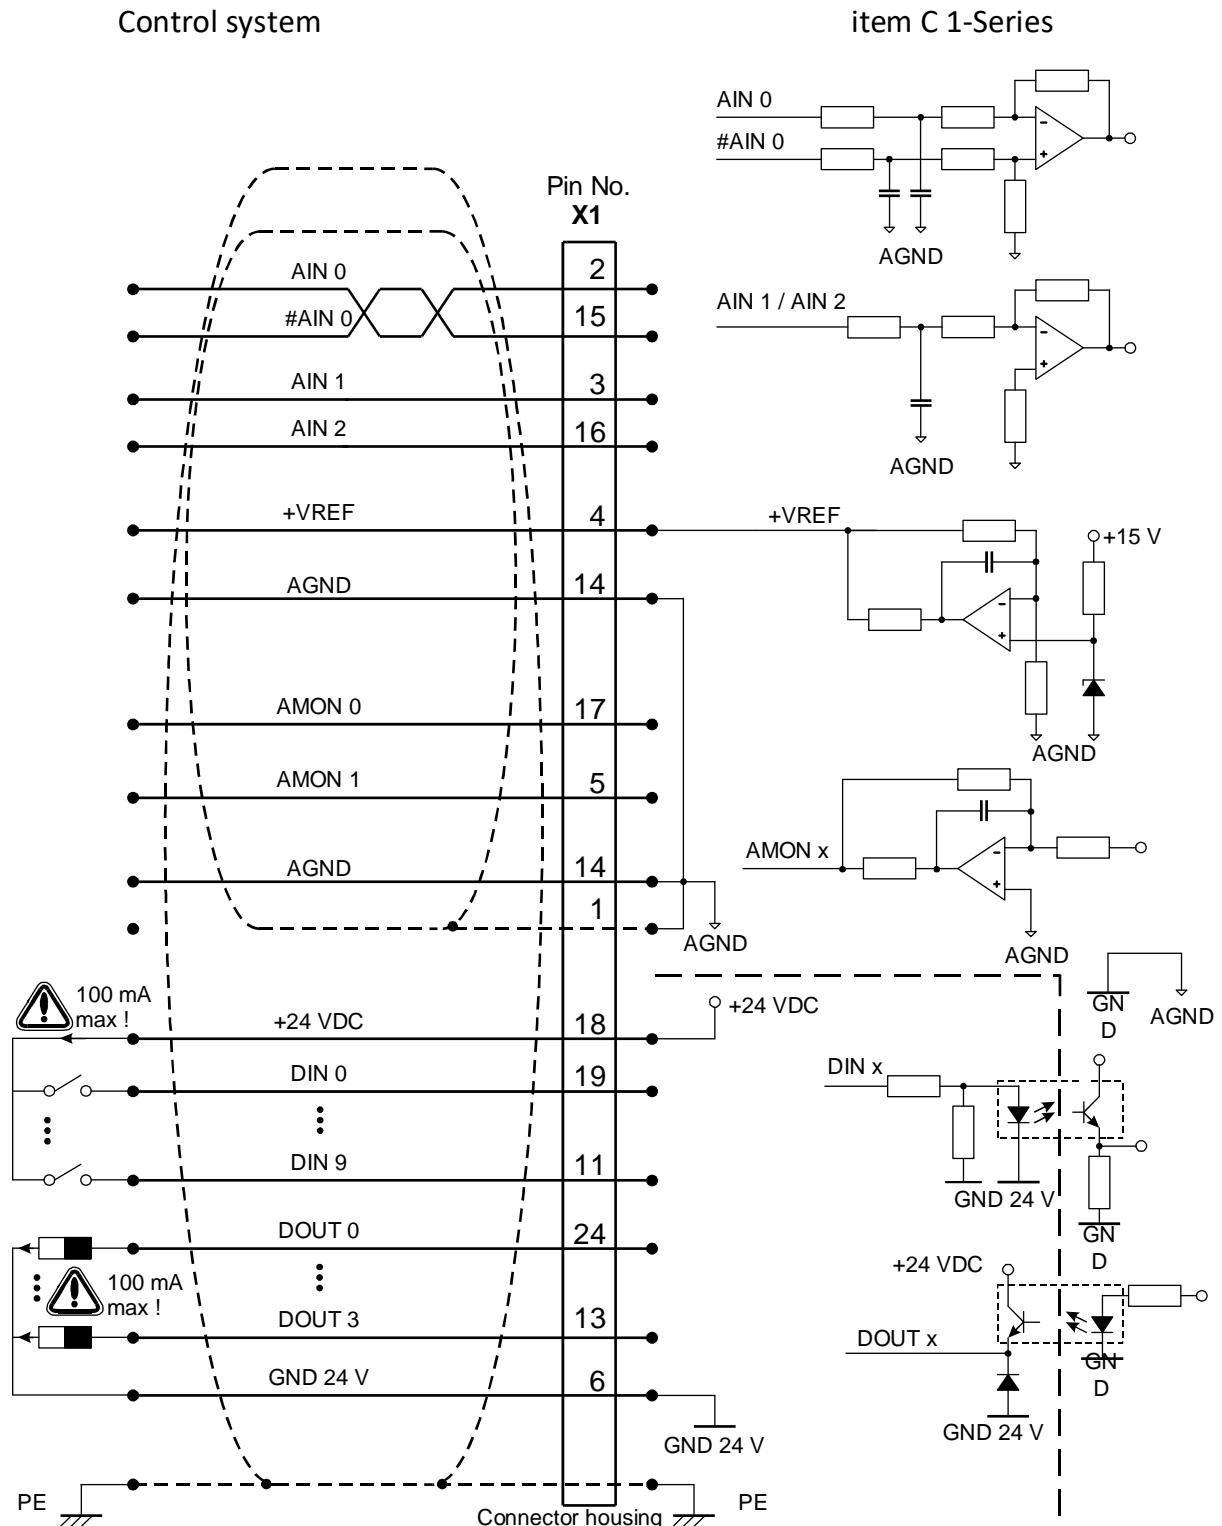 Control system
item C 1-Series
Pin No.
X1
AIN 0
2
#AIN 0
15
AIN 1
3
AIN 2
16
+VREF
4
AGND
14
AMON 0
17
AMON 1
5
AGND
14
1
AGND
100 mA
max !
+24 VDC
18
+24 VDC
DIN 0
19
DIN 9
11
DOUT 0
24
100 mA
max !
DOUT 3
13
GND 24 V
6
GND 24 V
PE
PE
Connector housing
AIN 0
#AIN 0
-
+
AGND
AIN 1 / AIN 2
-
+
AGND
+VREF
+15 V
-
+
AGND
AMON x
-
+
AGND
GN
D
AGND
DIN x
GND 24 V
GN
D
+24 VDC
DOUT x
GN
D
GND 24 V